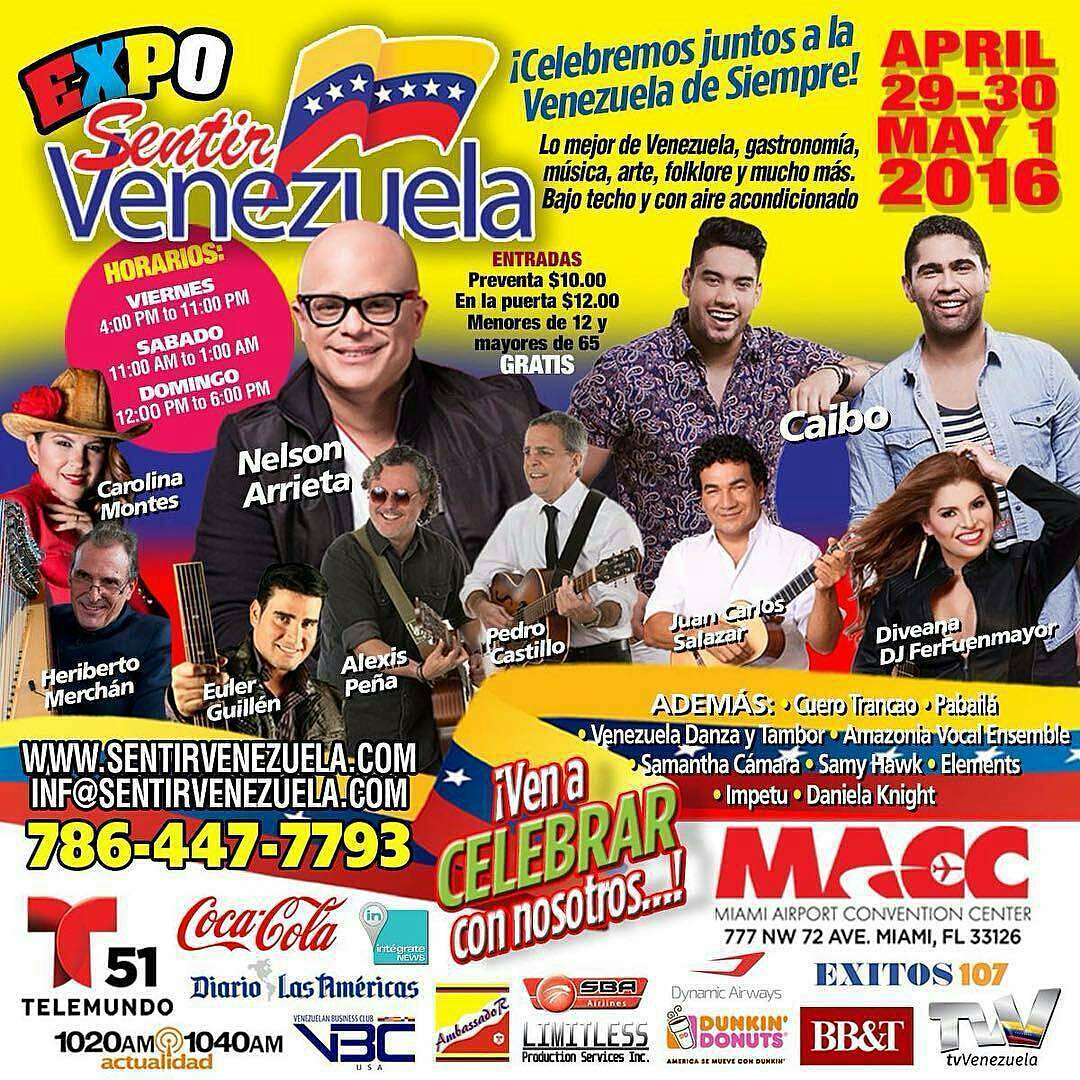 EXPO
Sentir
Venezuela
¡Celebremos juntos a la
Venezuela de Siempre!
Lo mejor de Venezuela, gastronomía,
música, arte, folklore y mucho más.
Bajo techo y con aire acondicionado
APRIL
29-30
MAY 1
2016
HORARIOS:
VIERNES
4:00 PM to 11:00 PM
SABADO
11:00 AM to 1:00 AM
DOMINGO
12:00 PM to 6:00 PM
ENTRADAS
Preventa $10.00
En la puerta $12.00
Menores de 12 y
mayores de 65
GRATIS
Carolina
Montes
Nelson
Arrieta
Caibo
Heriberto
Merchán
Euler
Guillén
Alexis
Peña
Pedro
Castillo
Juan Carlos
Salazar
Diveana
DJ FerFuenmayor
ADEMÁS: • Cuero Trancao • Pabailá
• Venezuela Danza y Tambor • Amazonia Vocal Ensemble
• Samantha Cámara • Samy Hawk • Elements
• Impetu • Daniela Knight
WWW.SENTIRVENEZUELA.COM
INF@SENTIRVENEZUELA.COM
786-447-7793
¡Ven a
CELEBRAR
con nosotros....!
MACC
MIAMI AIRPORT CONVENTION CENTER
777 NW 72 AVE. MIAMI, FL 33126
T 51
TELEMUNDO
Coca-Cola
in
intégrate
NEWS
Diario Las Américas
1020AM 1040AM
actualidad
VENEZUELAN BUSINESS CLUB
VBC
USA
AmbassadoR
SBA
Airlines
LIMITLESS
Production Services Inc.
Dynamic Airways
DUNKIN'
DONUTS
AMERICA SE MUEVE CON DUNKIN'
EXITOS 107
BB&T
TVV
tvVenezuela